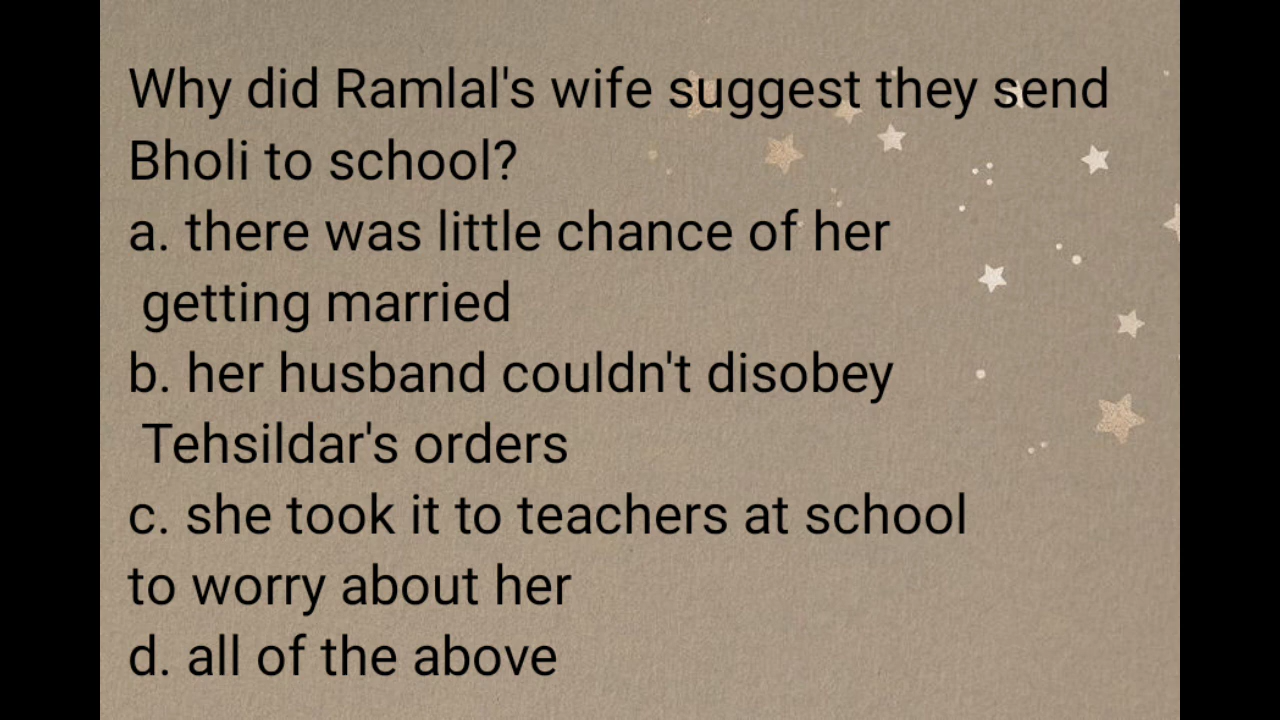 Why did Ramlal's wife suggest they send
Bholi to school?
a. there was little chance of her
getting married
b. her husband couldn't disobey
Tehsildar's orders
c. she took it to teachers at school
to worry about her
d. all of the above